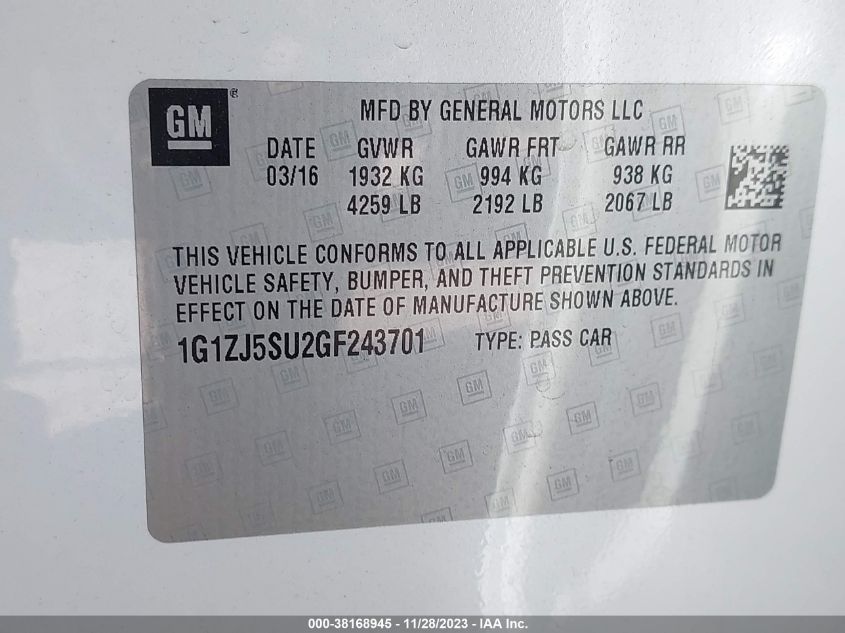 GM
MFD BY GENERAL MOTORS LLC
DATE GVWR GAWR FRT GAWR RR
03/16 1932 KG 994 KG 938 KG
4259 LB 2192 LB 2067 LB
THIS VEHICLE CONFORMS TO ALL APPLICABLE U.S. FEDERAL MOTOR
VEHICLE SAFETY, BUMPER, AND THEFT PREVENTION STANDARDS IN
EFFECT ON THE DATE OF MANUFACTURE SHOWN ABOVE.
1G1ZJ5SU2GF243701 TYPE: PASS CAR
000-38168945 - 11/28/2023 - IAA Inc.